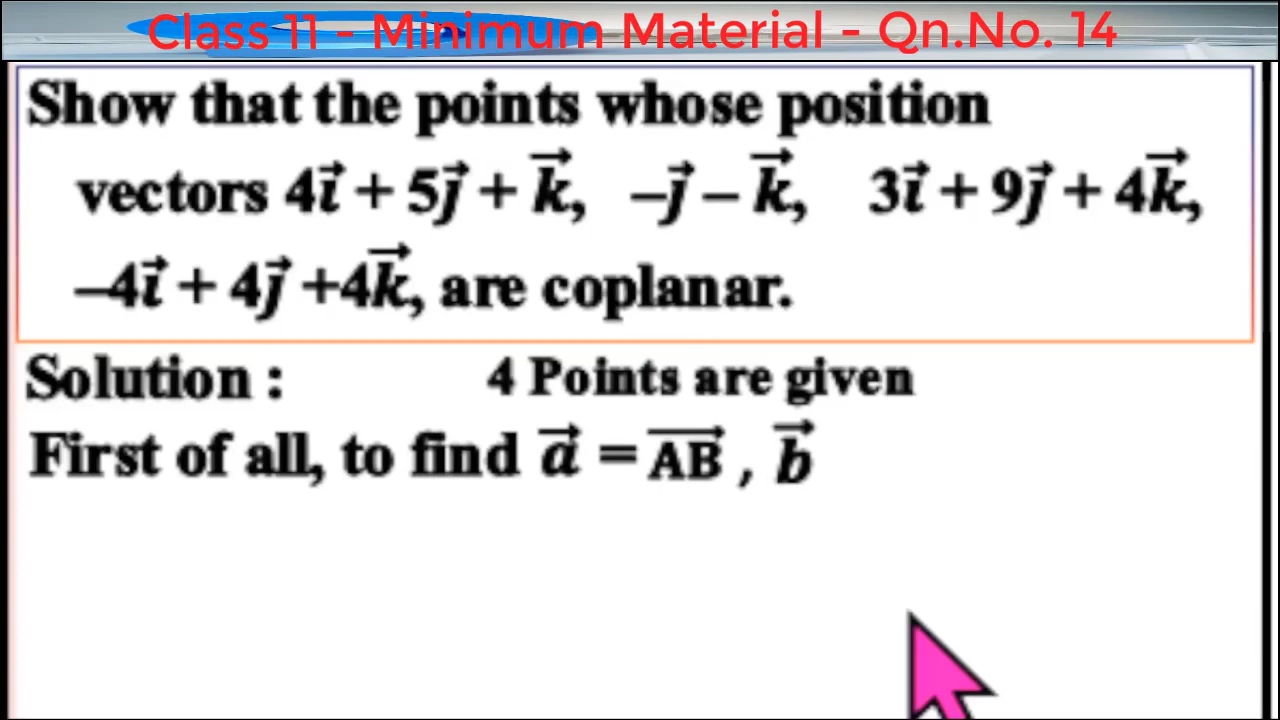 Class 11 - Minimum Material - Qn.No. 14
Show that the points whose position
vectors 4i⃗ + 5j⃗ + k⃗, –j⃗ – k⃗, 3i⃗ + 9j⃗ + 4k⃗,
–4i⃗ + 4j⃗ +4k⃗, are coplanar.
Solution : 4 Points are given
First of all, to find a⃗ = A⃗B⃗ , b⃗